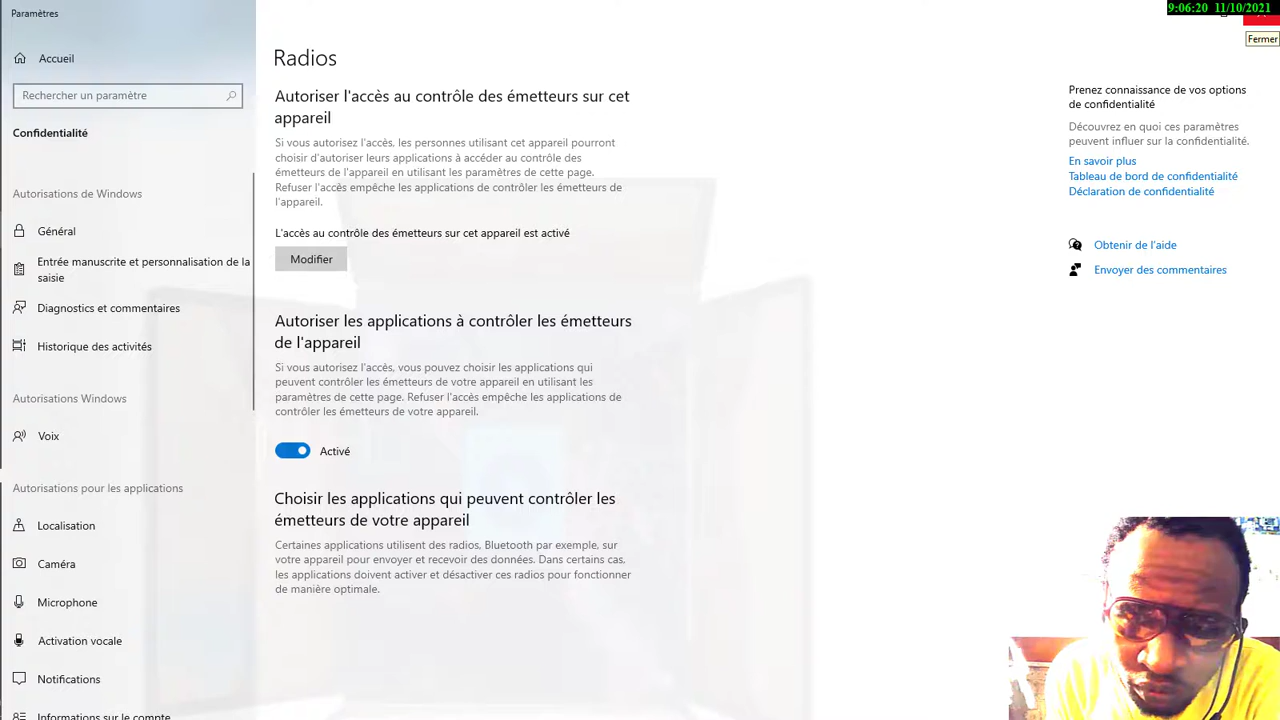 Paramètres
9:06:20 11/10/2021
Fermer
Accueil
Rechercher un paramètre
Confidentialité
Autorisations de Windows
Général
Entrée manuscrite et personnalisation de la
saisie
Diagnostics et commentaires
Historique des activités
Autorisations Windows
Voix
Autorisations pour les applications
Localisation
Caméra
Microphone
Activation vocale
Notifications
Informations sur le compte
Radios
Autoriser l'accès au contrôle des émetteurs sur cet
appareil
Si vous autorisez l'accès, les personnes utilisant cet appareil pourront
choisir d'autoriser leurs applications à accéder au contrôle des
émetteurs de l'appareil en utilisant les paramètres de cette page.
Refuser l'accès empêche les applications de contrôler les émetteurs de
l'appareil.
L'accès au contrôle des émetteurs sur cet appareil est activé
Modifier
Autoriser les applications à contrôler les émetteurs
de l'appareil
Si vous autorisez l'accès, vous pouvez choisir les applications qui
peuvent contrôler les émetteurs de votre appareil en utilisant les
paramètres de cette page. Refuser l'accès empêche les applications de
contrôler les émetteurs de votre appareil.
Activé
Choisir les applications qui peuvent contrôler les
émetteurs de votre appareil
Certaines applications utilisent des radios, Bluetooth par exemple, sur
votre appareil pour envoyer et recevoir des données. Dans certains cas,
les applications doivent activer et désactiver ces radios pour fonctionner
de manière optimale.
Prenez connaissance de vos options
de confidentialité
Découvrez en quoi ces paramètres
peuvent influer sur la confidentialité.
En savoir plus
Tableau de bord de confidentialité
Déclaration de confidentialité
Obtenir de l'aide
Envoyer des commentaires